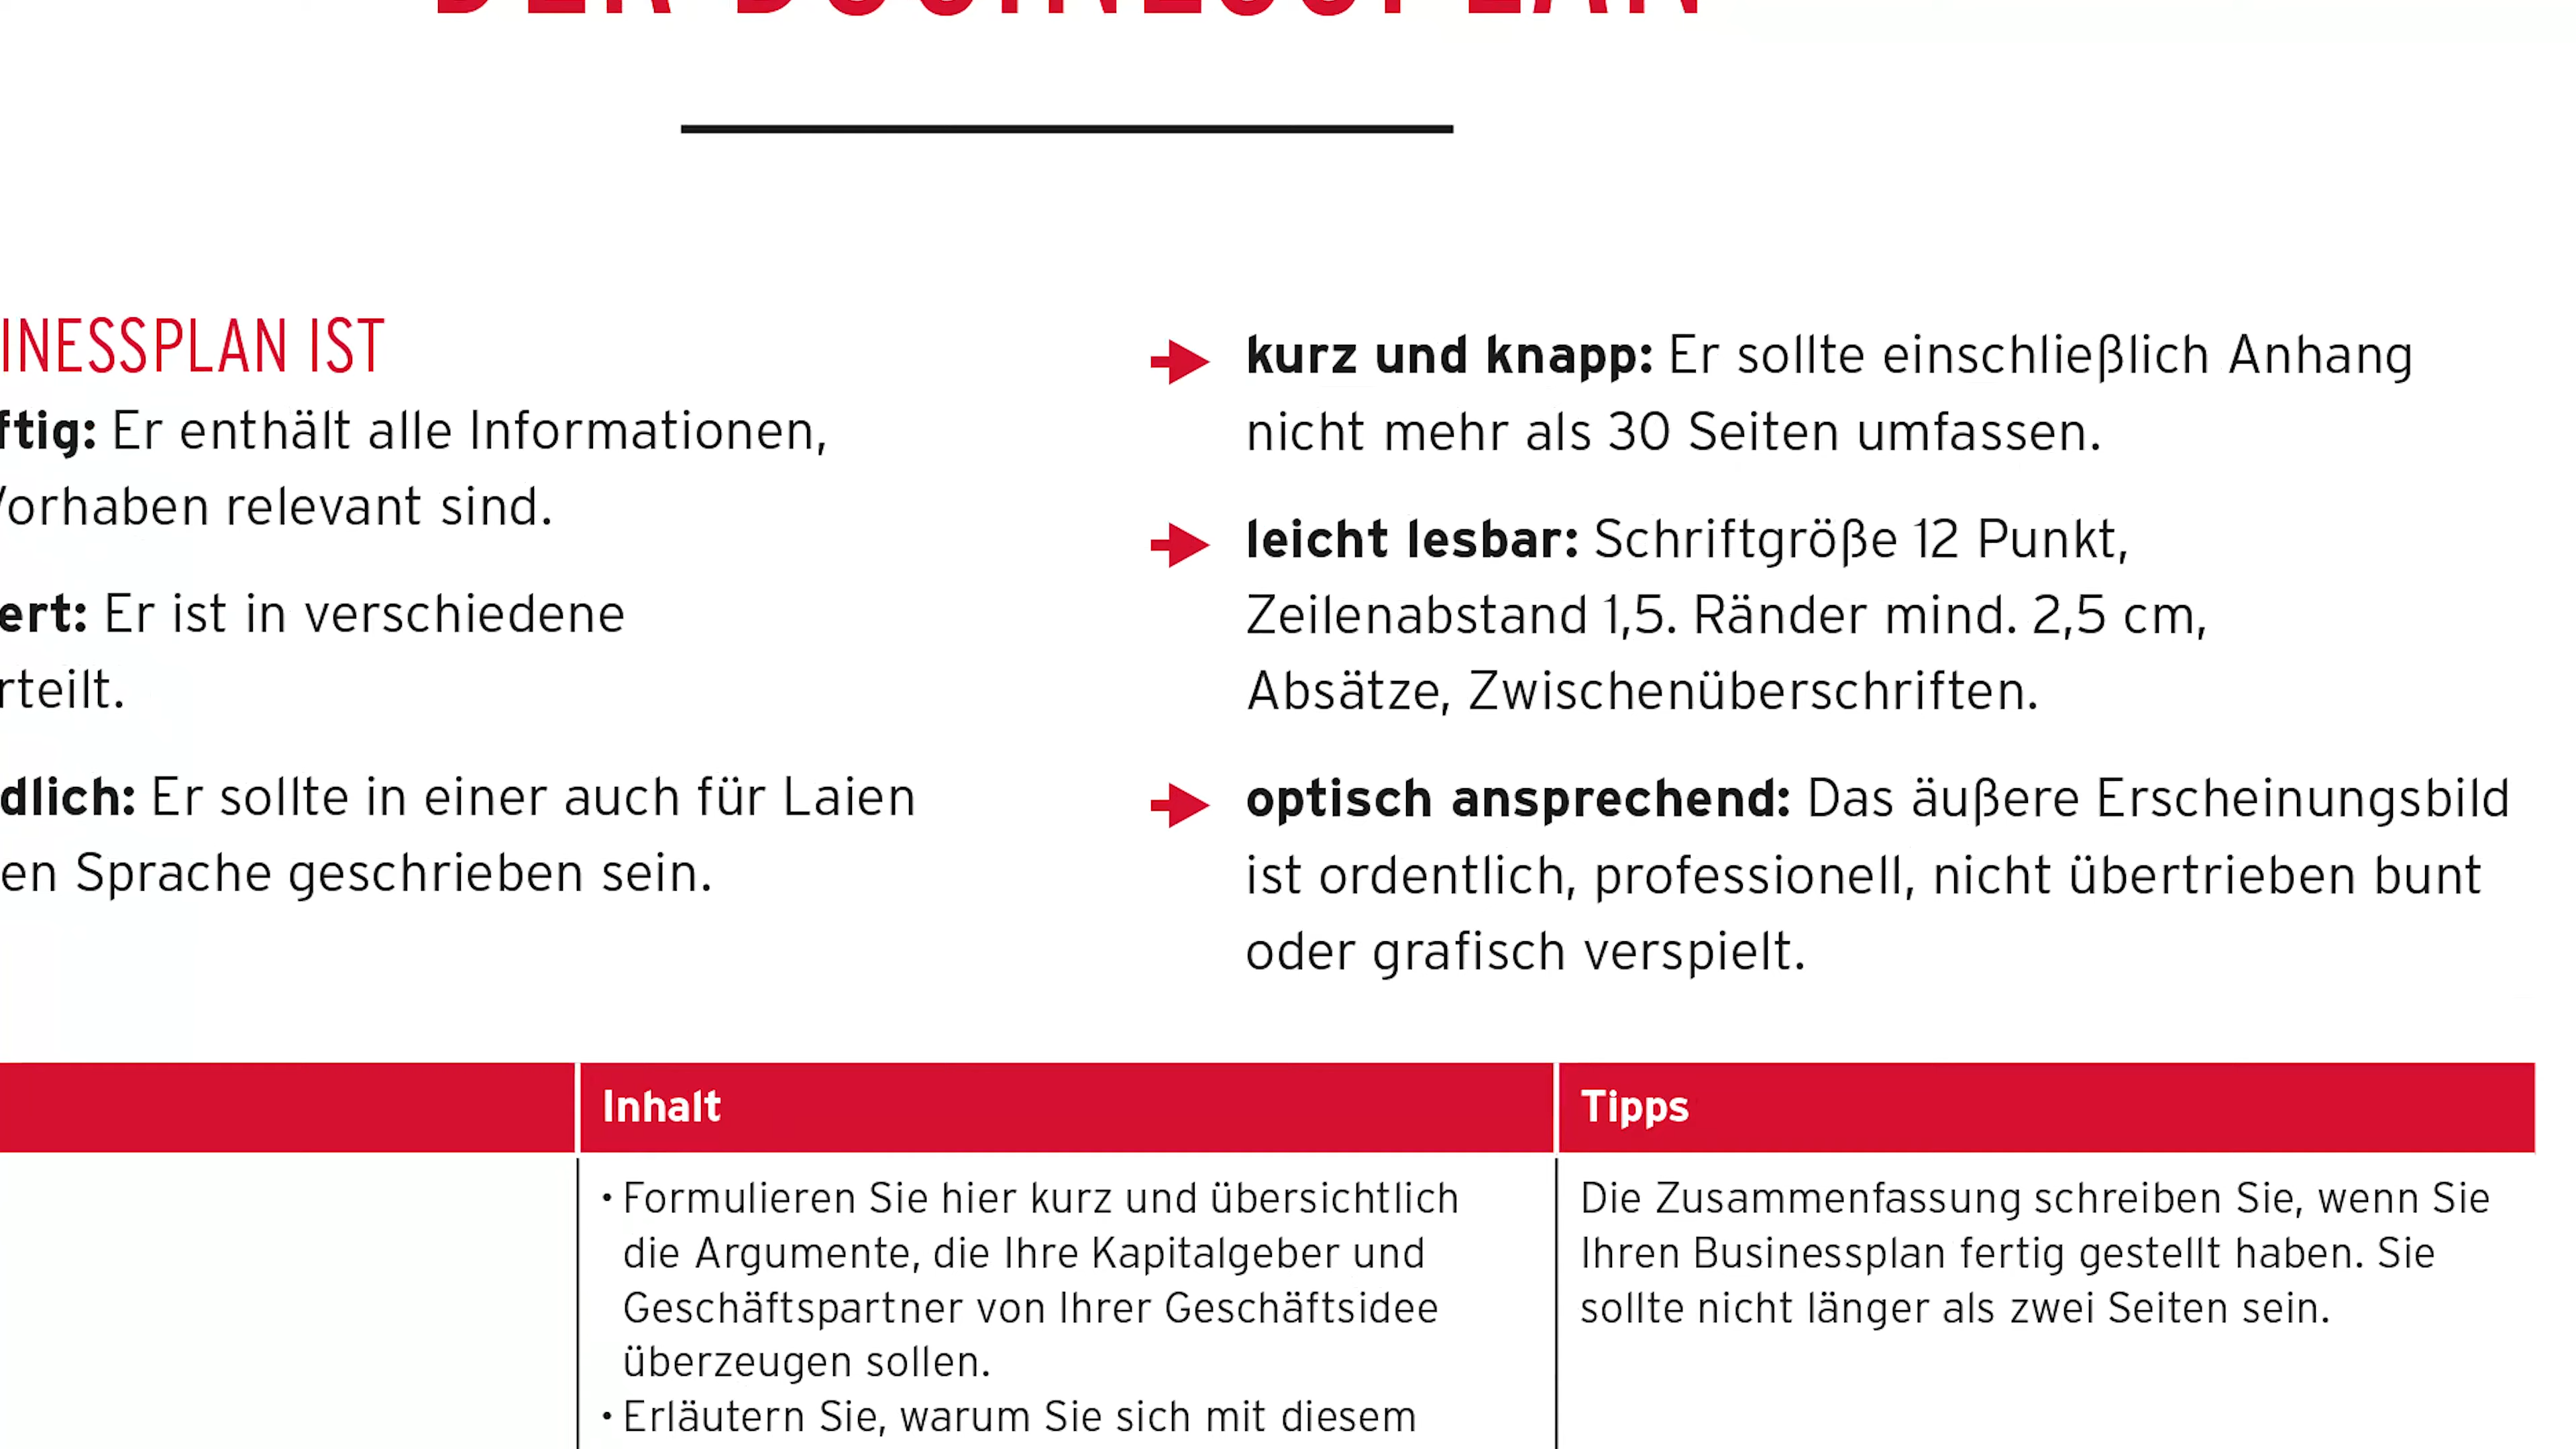 DER BUSINESSPLAN
INESSPLAN IST
ftig: Er enthält alle Informationen,
Vorhaben relevant sind.
ert: Er ist in verschiedene
rteilt.
dlich: Er sollte in einer auch für Laien
en Sprache geschrieben sein.
kurz und knapp: Er sollte einschließlich Anhang
nicht mehr als 30 Seiten umfassen.
leicht lesbar: Schriftgröße 12 Punkt,
Zeilenabstand 1,5. Ränder mind. 2,5 cm,
Absätze, Zwischenüberschriften.
optisch ansprechend: Das äußere Erscheinungsbild
ist ordentlich, professionell, nicht übertrieben bunt
oder grafisch verspielt.
Inhalt
Tipps
· Formulieren Sie hier kurz und übersichtlich
die Argumente, die Ihre Kapitalgeber und
Geschäftspartner von Ihrer Geschäftsidee
überzeugen sollen.
· Erläutern Sie, warum Sie sich mit diesem
Die Zusammenfassung schreiben Sie, wenn Sie
Ihren Businessplan fertig gestellt haben. Sie
sollte nicht länger als zwei Seiten sein.